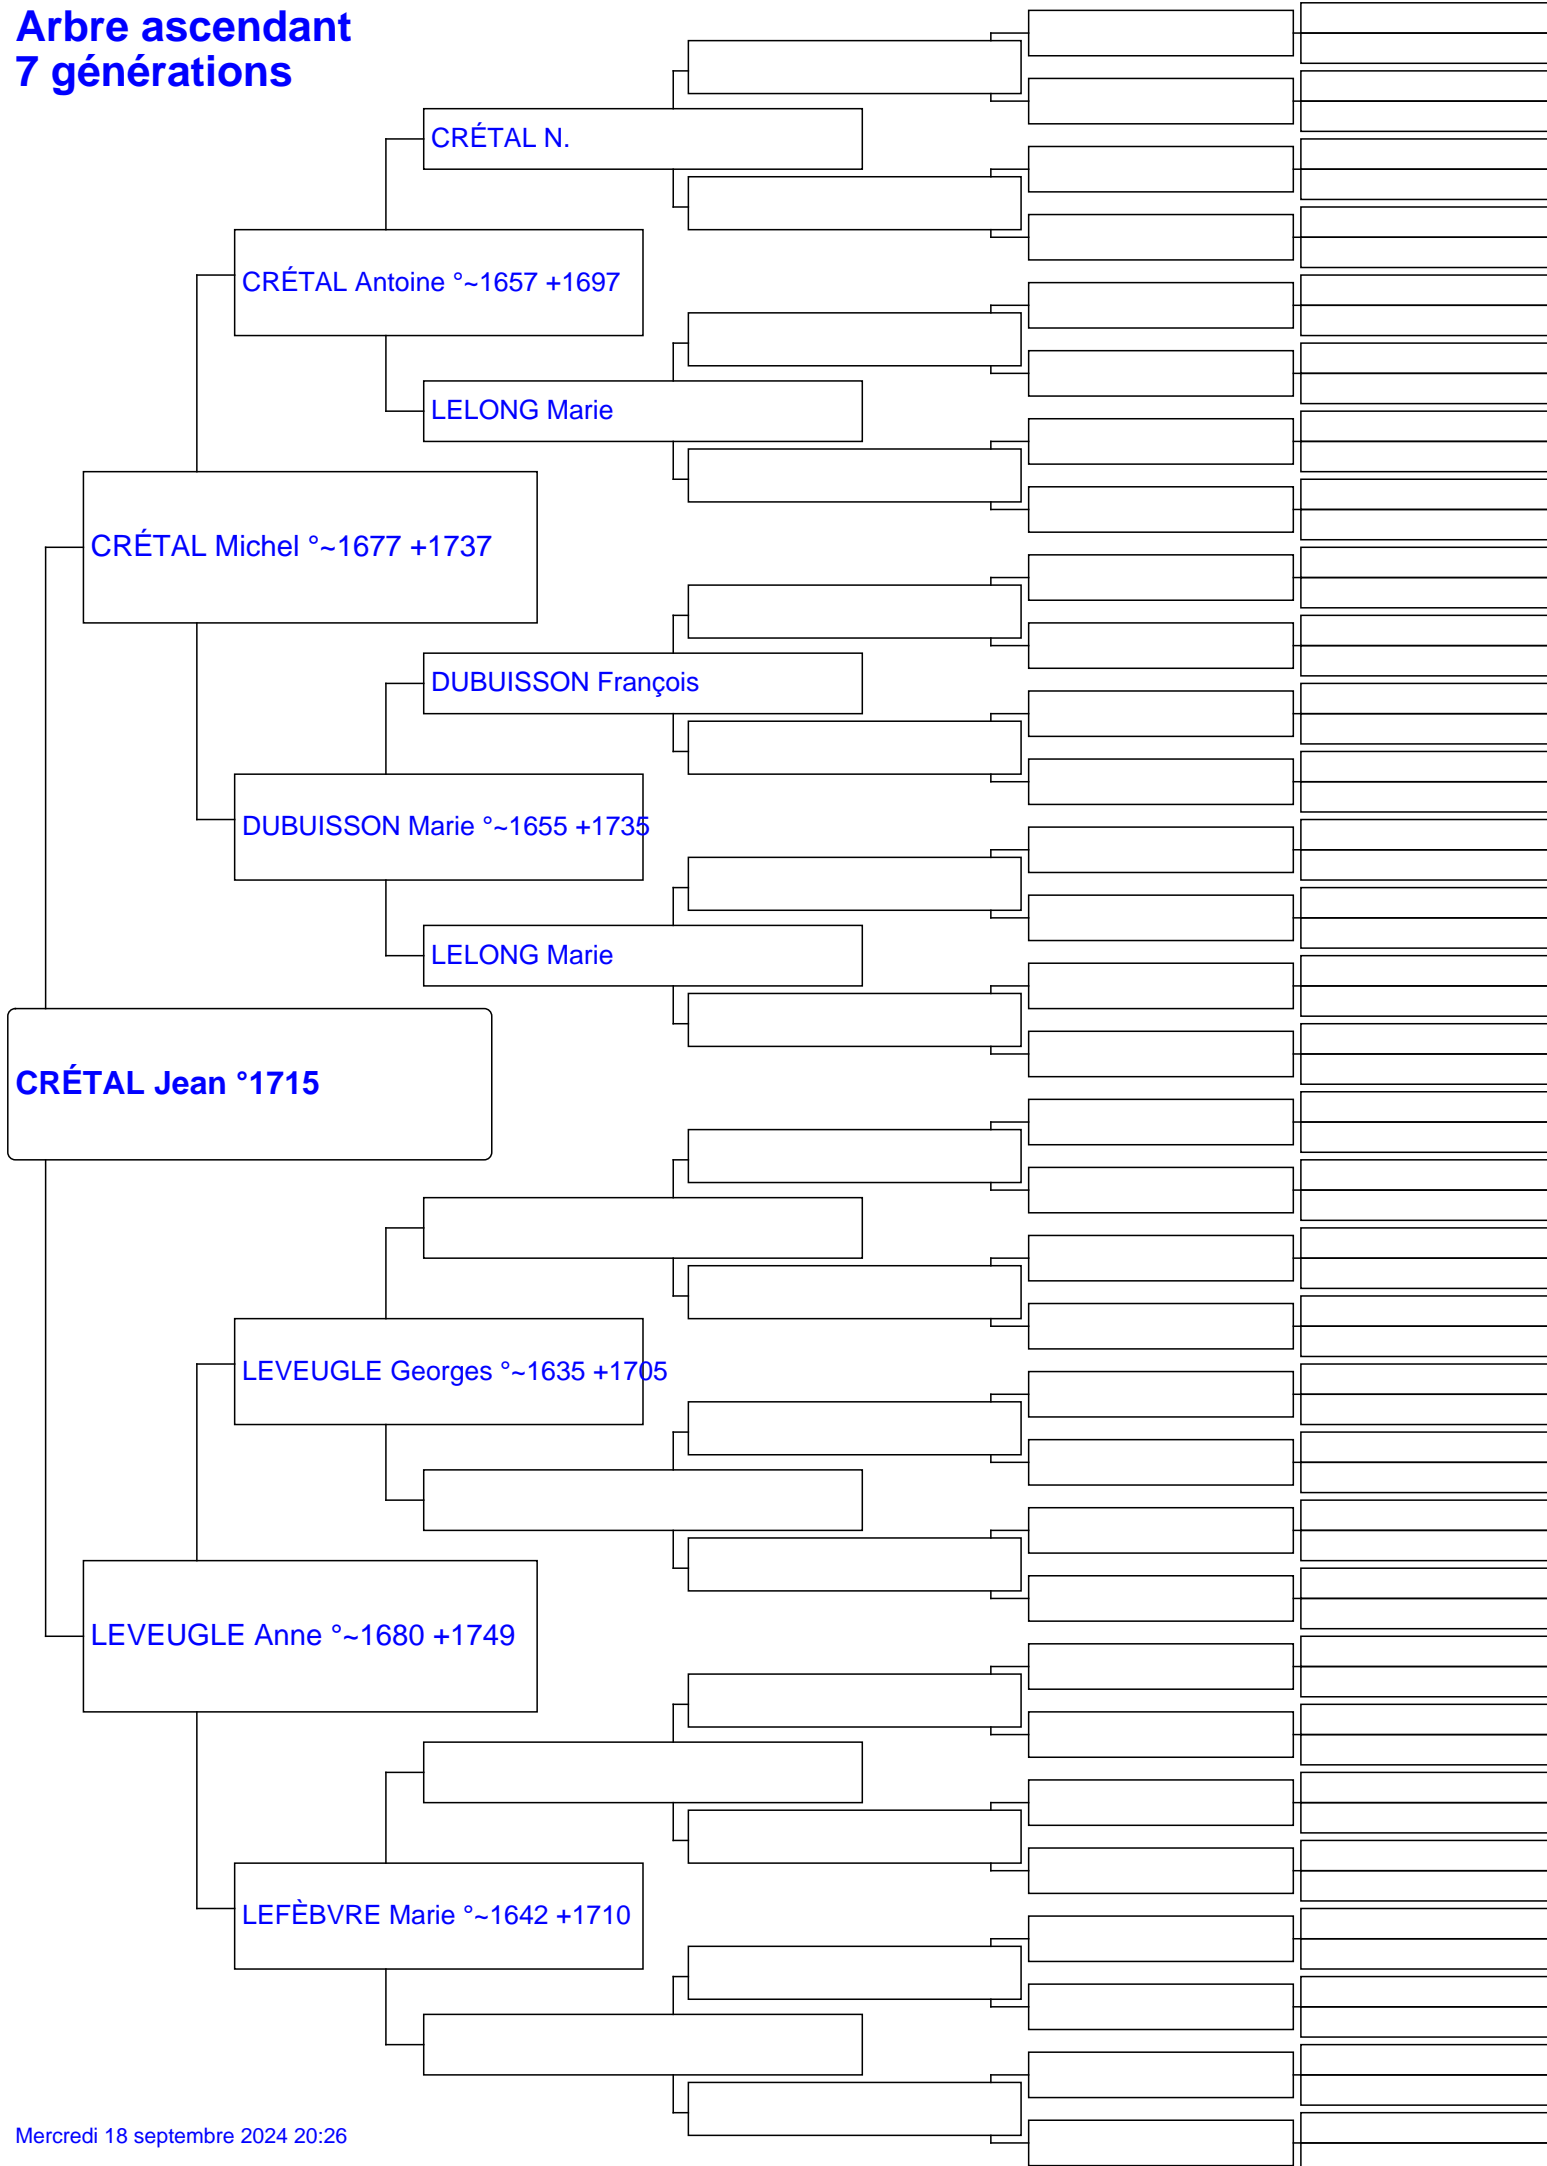 Arbre ascendant
7 générations
CRÉTAL N.
CRÉTAL Antoine °~1657 +1697
LELONG Marie
CRÉTAL Michel °~1677 +1737
DUBUISSON François
DUBUISSON Marie °~1655 +1735
LELONG Marie
CRÉTAL Jean °1715
LEVEUGLE Georges °~1635 +1705
LEVEUGLE Anne °~1680 +1749
LEFÈBVRE Marie °~1642 +1710
Mercredi 18 septembre 2024 20:26